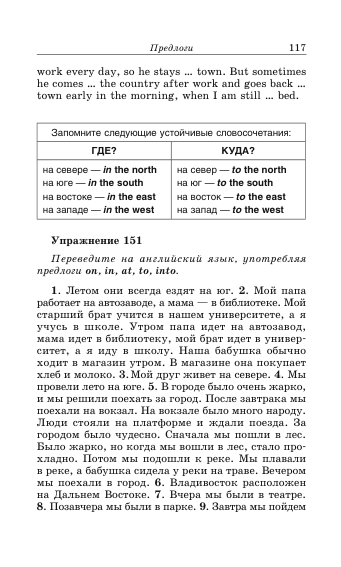 Предлоги 117
work every day, so he stays ... town. But sometimes
he comes ... the country after work and goes back ...
town early in the morning, when I am still ... bed.
Запомните следующие устойчивые словосочетания:
ГДЕ? КУДА?
на севере — in the north на север — to the north
на юге — in the south на юг — to the south
на востоке — in the east на восток — to the east
на западе — in the west на запад — to the west
Упражнение 151
Переведите на английский язык, употребляя
предлоги on, in, at, to, into.
1. Летом они всегда ездят на юг. 2. Мой папа
работает на автозаводе, а мама — в библиотеке. Мой
старший брат учится в нашем университете, а я
учусь в школе. Утром папа идет на автозавод,
мама идет в библиотеку, мой брат идет в универ-
ситет, а я иду в школу. Наша бабушка обычно
ходит в магазин утром. В магазине она покупает
хлеб и молоко. 3. Мой друг живет на севере. 4. Мы
провели лето на юге. 5. В городе было очень жарко,
и мы решили поехать за город. После завтрака мы
поехали на вокзал. На вокзале было много народу.
Люди стояли на платформе и ждали поезда. За
городом было чудесно. Сначала мы пошли в лес.
Было жарко, но когда мы вошли в лес, стало про-
хладно. Потом мы подошли к реке. Мы плавали
в реке, а бабушка сидела у реки на траве. Вечером
мы поехали в город. 6. Владивосток расположен
на Дальнем Востоке. 7. Вчера мы были в театре.
8. Позавчера мы были в парке. 9. Завтра мы пойдем